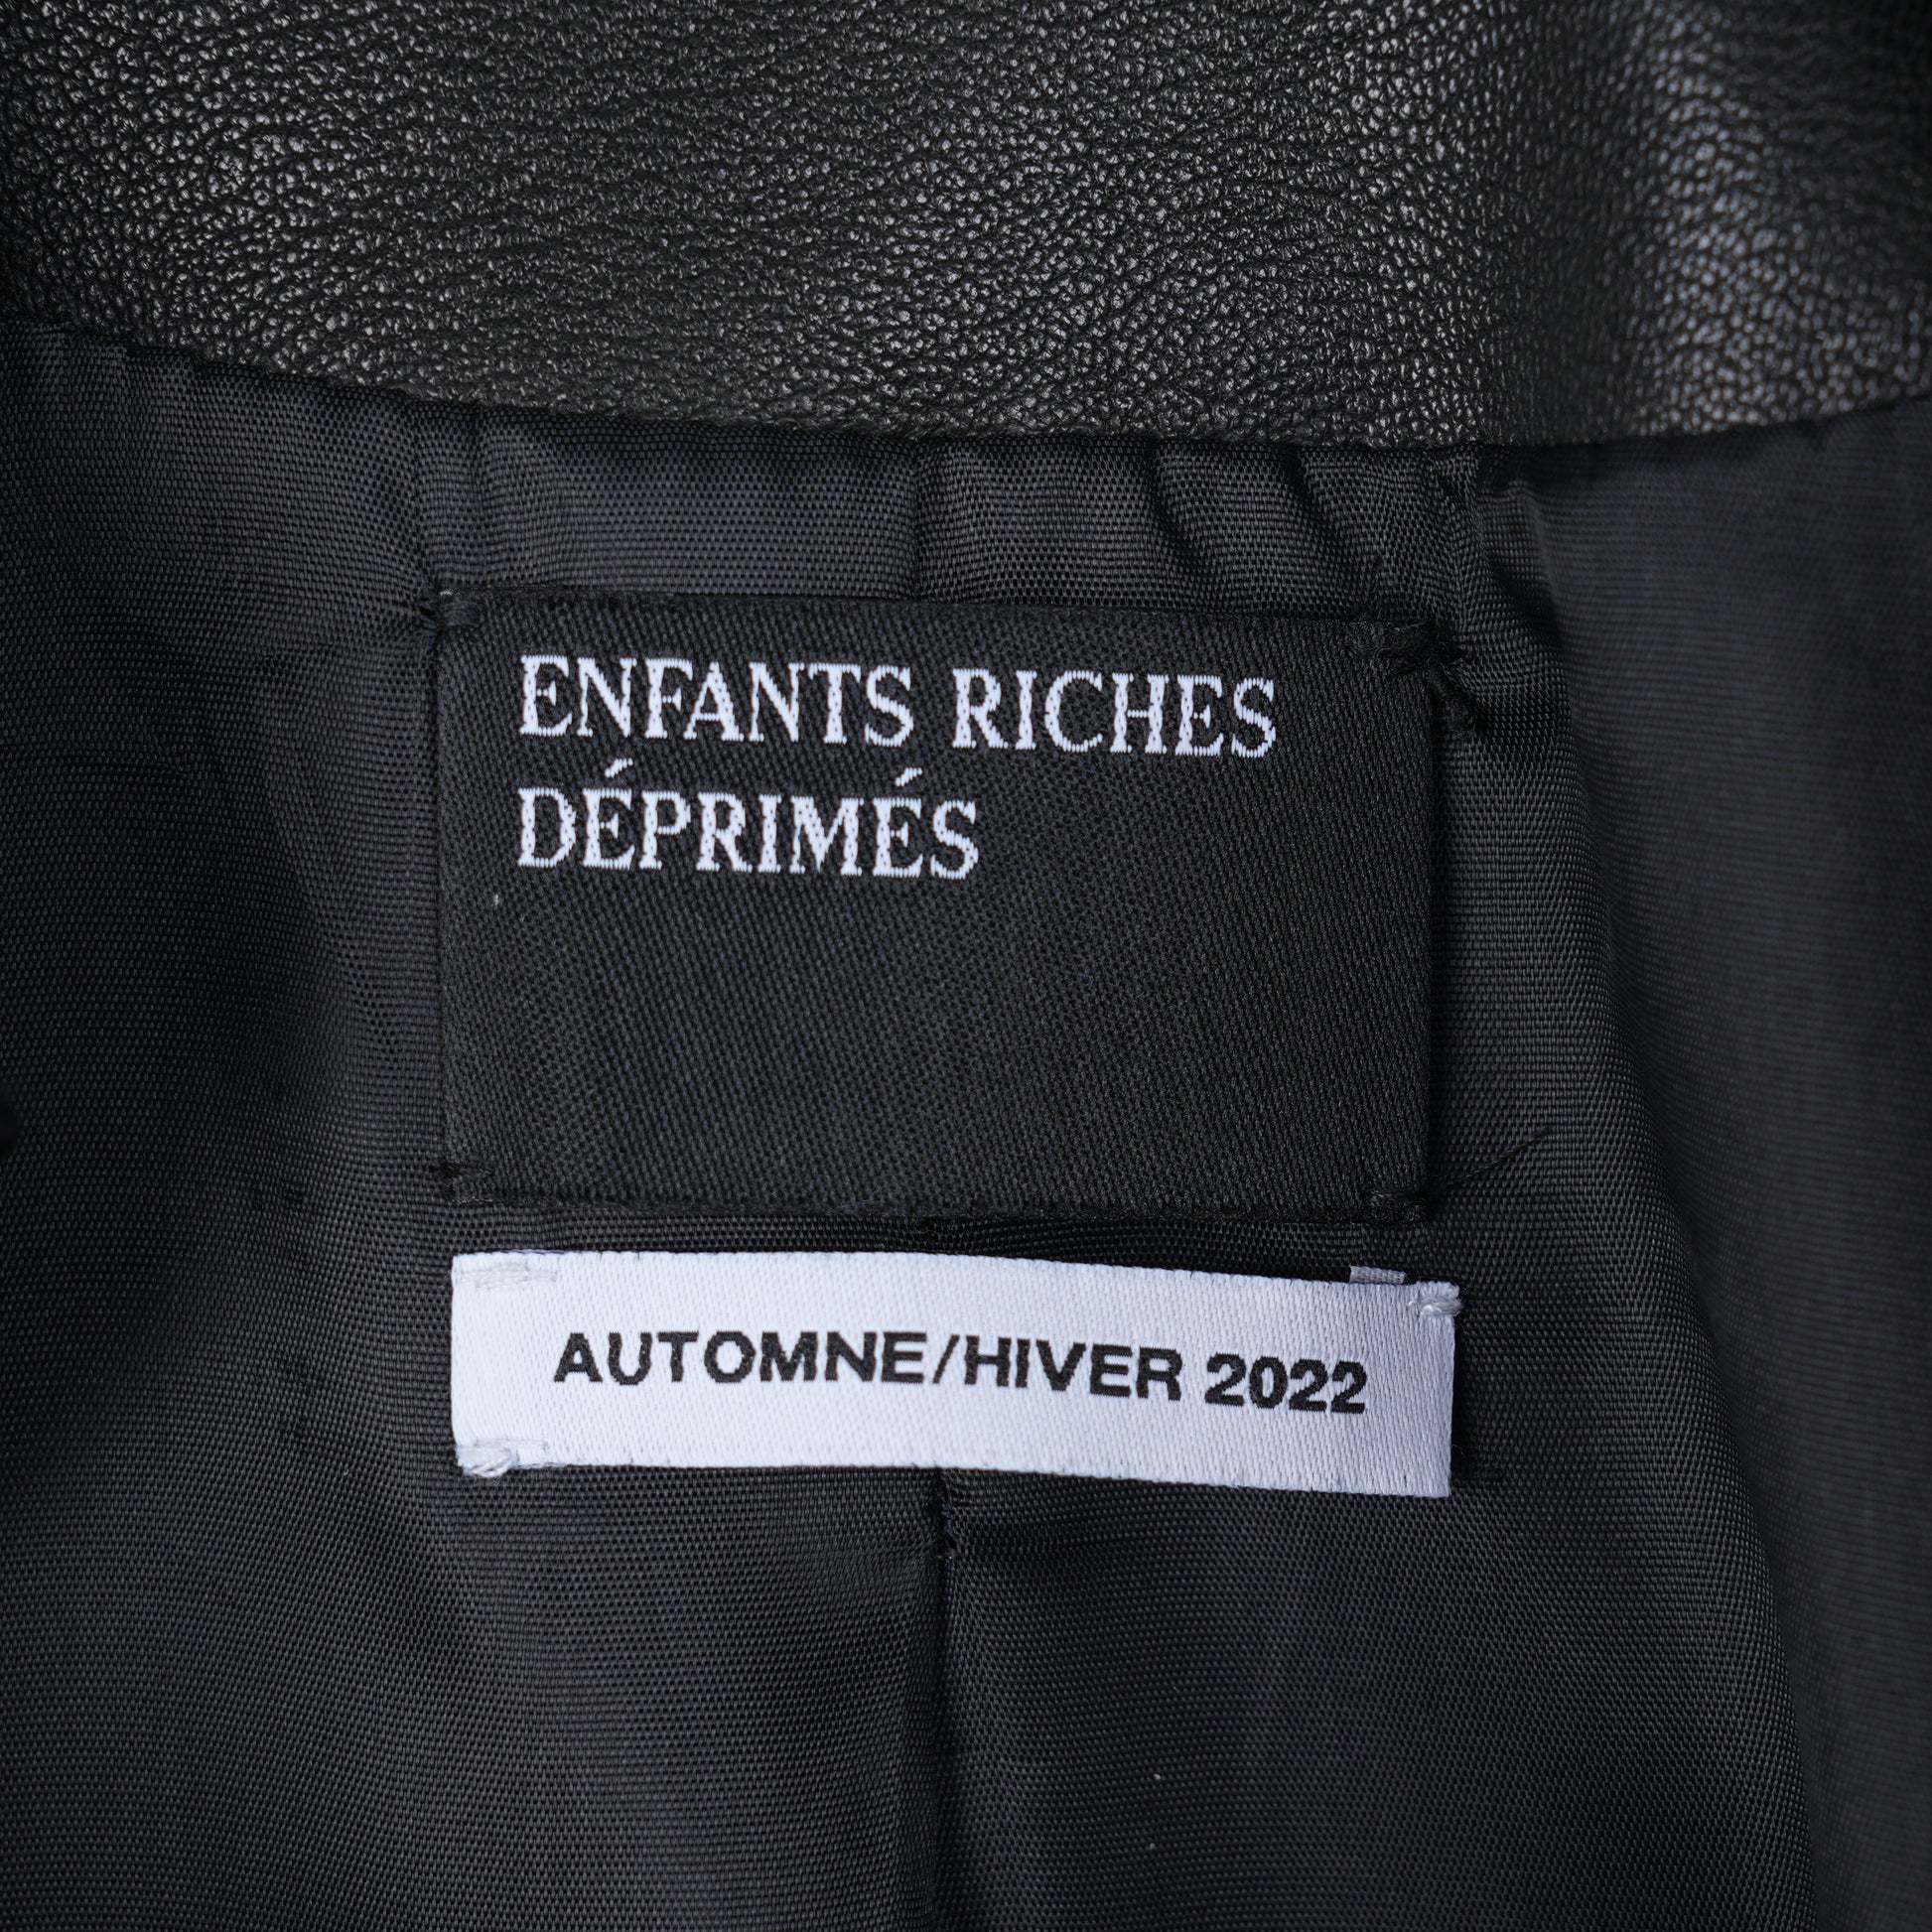 ENFANTS RICHES
DÉPRIMÉS
AUTOMNE/HIVER 2022